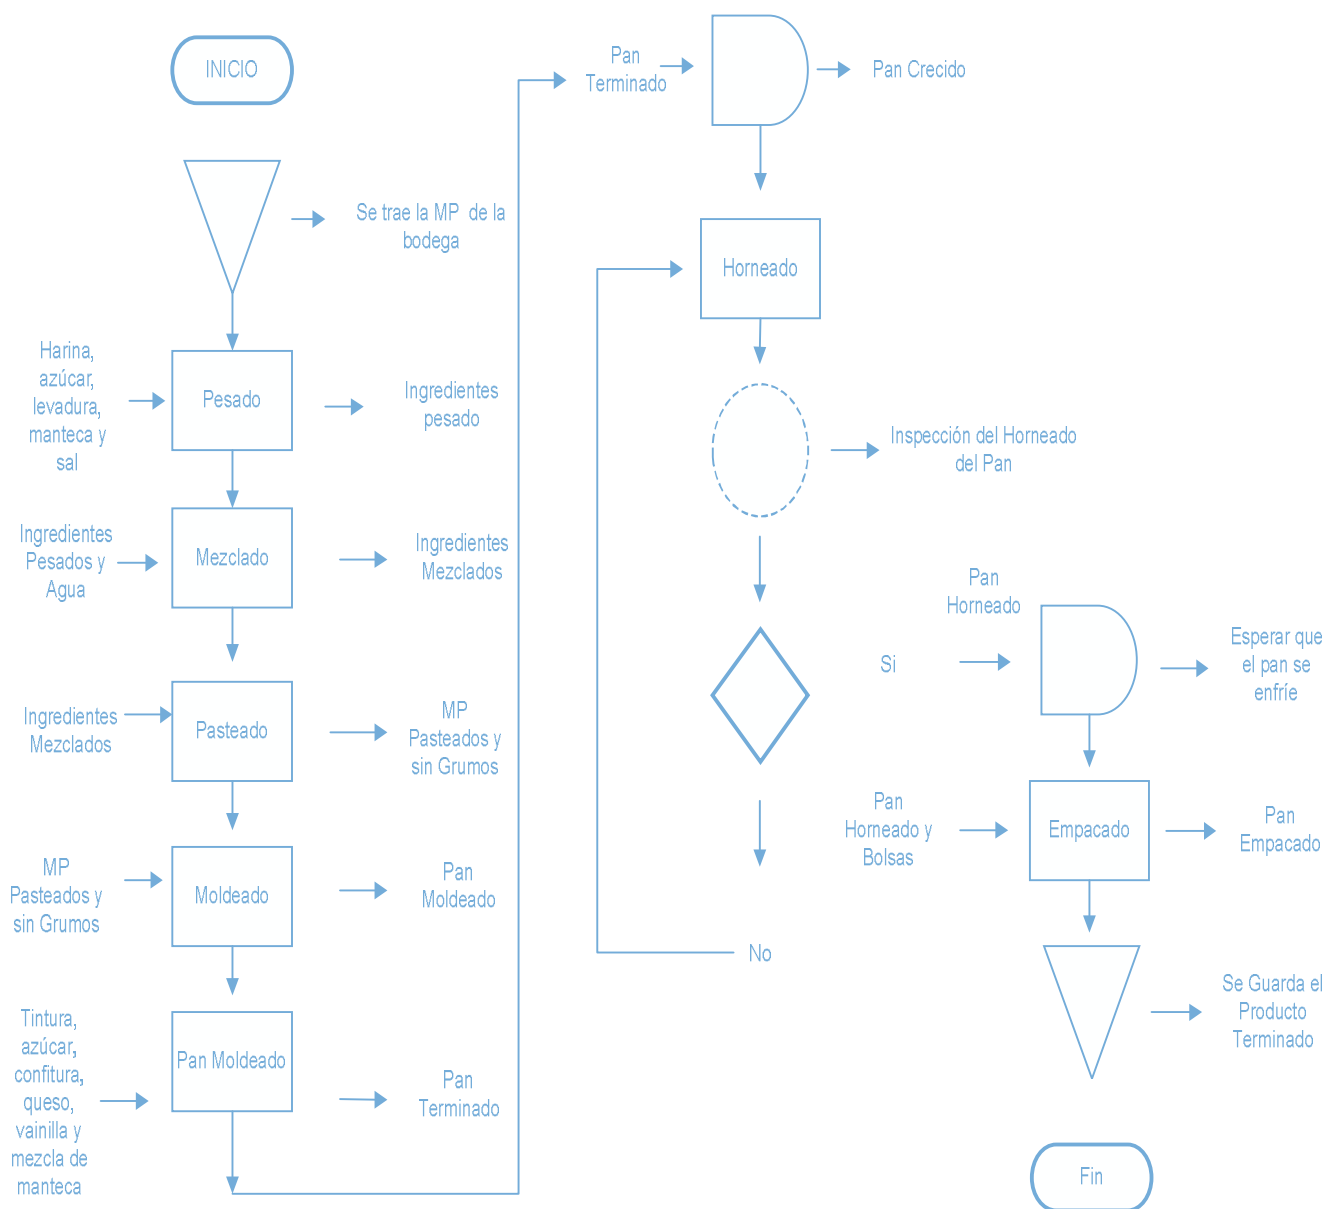 INICIO
Se trae la MP de la
bodega
Harina,
azúcar,
levadura,
manteca y
sal
Pesado
Ingredientes
pesado
Ingredientes
Pesados y
Agua
Mezclado
Ingredientes
Mezclados
Ingredientes
Mezclados
Pasteado
MP
Pasteados y
sin Grumos
MP
Pasteados y
sin Grumos
Moldeado
Pan
Moldeado
Tintura,
azúcar,
confitura,
queso,
vainilla y
mezcla de
manteca
Pan Moldeado
Pan
Terminado
Pan
Terminado
Pan Crecido
Horneado
Inspección del Horneado
del Pan
Si
No
Pan
Horneado
Esperar que
el pan se
enfríe
Pan
Horneado y
Bolsas
Empacado
Pan
Empacado
Se Guarda el
Producto
Terminado
Fin